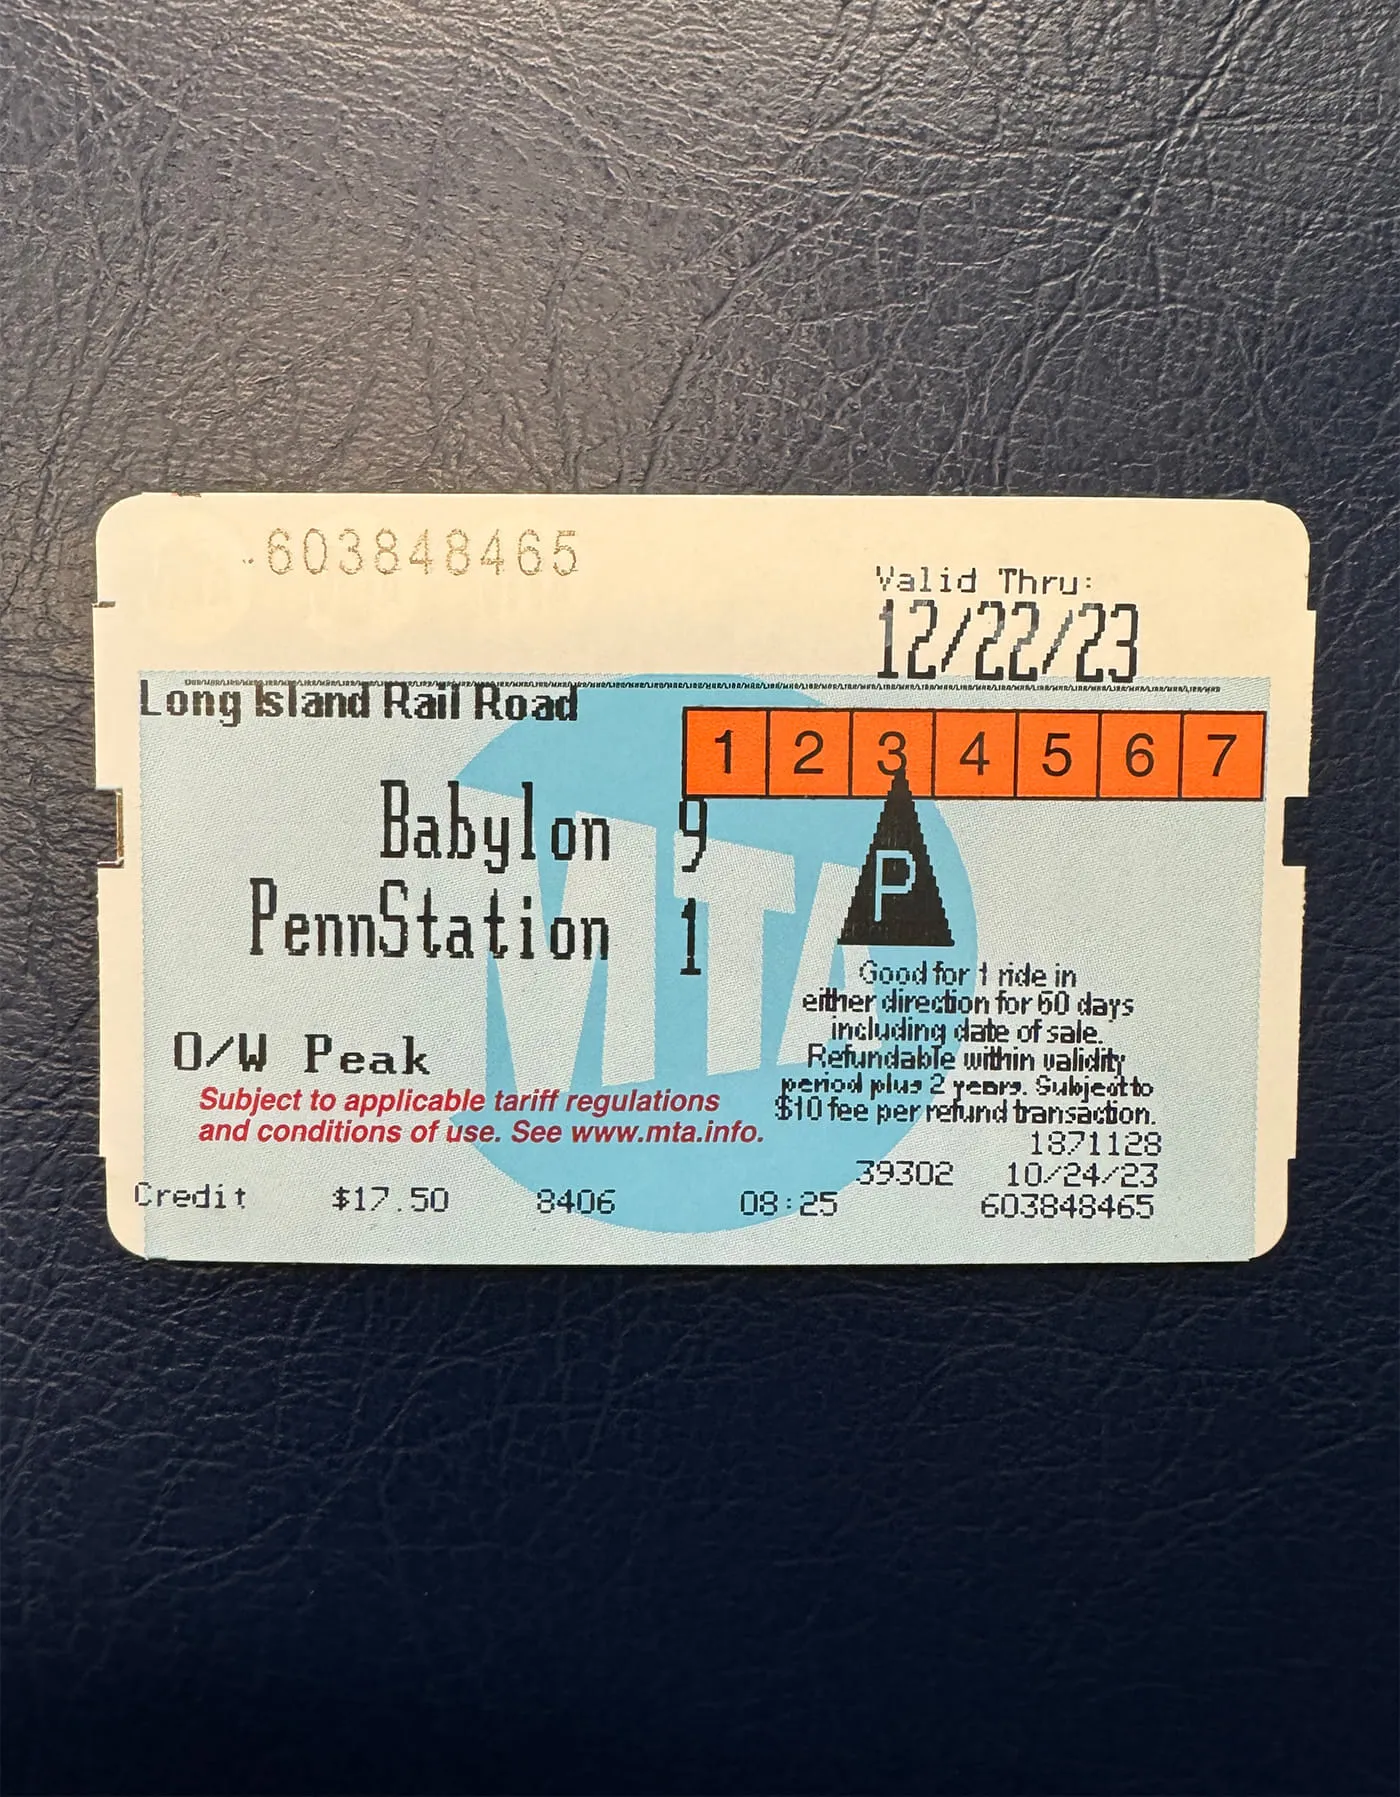 603848465
Valid Thru:
12/22/23
Long Island Rail Road
1 2 3 4 5 6 7
Babylon 9
PennStation 1
P
MTA
O/W Peak
Good for 1 ride in
either direction for 60 days
including date of sale.
Refundable within validity
period plus 2 years. Subject to
$10 fee per refund transaction.
Subject to applicable tariff regulations
and conditions of use. See www.mta.info.
1871128
39302 10/24/23
Credit $17.50 8406 08:25 603848465